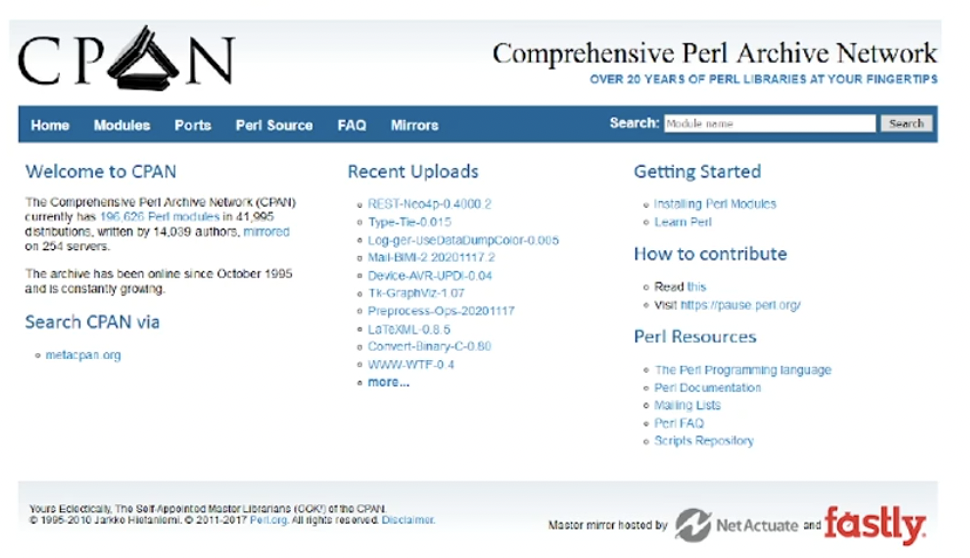 CPAN
Comprehensive Perl Archive Network
OVER 20 YEARS OF PERL LIBRARIES AT YOUR FINGERTIPS
Home Modules Ports Perl Source FAQ Mirrors Search: Module name Search
Welcome to CPAN
The Comprehensive Perl Archive Network (CPAN)
currently has 196,626 Perl modules in 41,995
distributions, written by 14,039 authors, mirrored
on 254 servers.
The archive has been online since October 1995
and is constantly growing.
Search CPAN via
metacpan.org
Recent Uploads
REST-Neo4p-0.4000.2
Type-Tie-0.015
Log-ger-UseDataDumpColor-0.005
Mail-BIMI-2.20201117.2
Device-AVR-UPDI-0.04
Tk-GraphViz-1.07
Preprocess-Ops-20201117
LaTeXML-0.8.5
Convert-Binary-C-0.80
WWW-WTF-0.4
more...
Getting Started
Installing Perl Modules
Learn Perl
How to contribute
Read this
Visit https://pause.perl.org/
Perl Resources
The Perl Programming language
Perl Documentation
Mailing Lists
Perl FAQ
Scripts Repository
Yours Eclectically, The Self-Appointed Master Librarians (OOK!) of the CPAN.
© 1995-2010 Jarkko Hietaniemi. © 2011-2017 Perl.org. All rights reserved. Disclaimer.
Master mirror hosted by NetActuate and fastly.